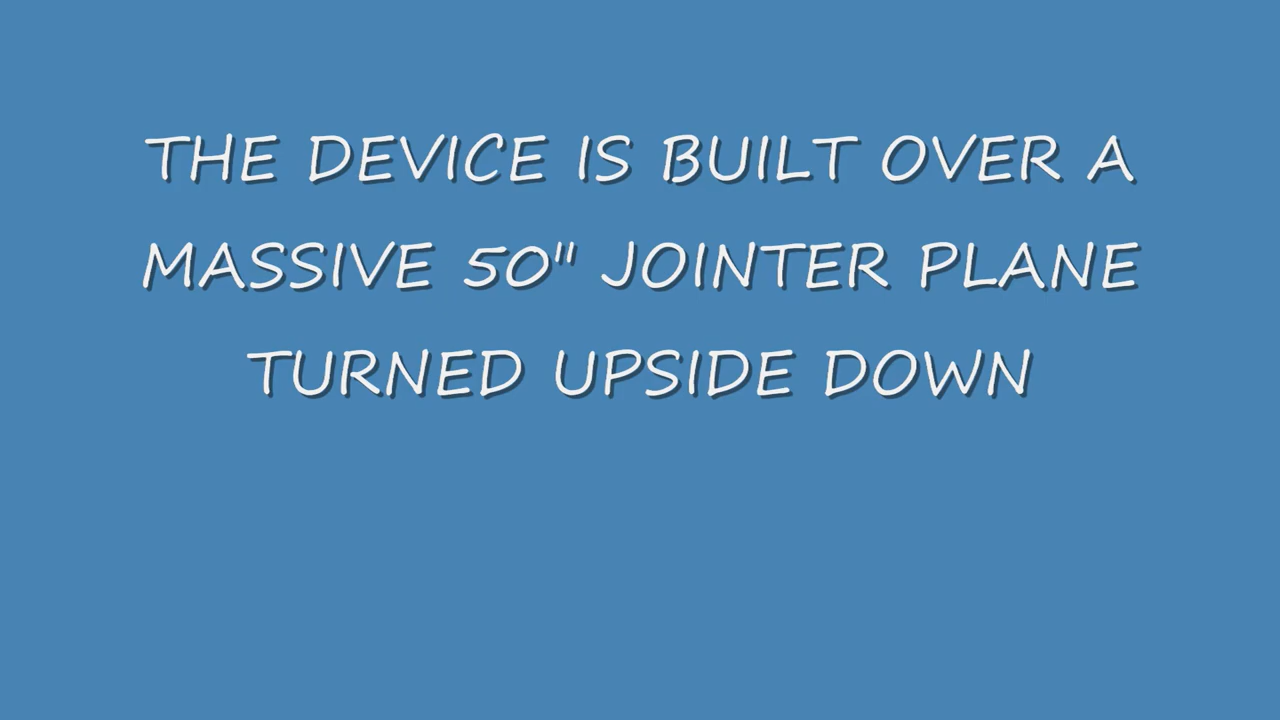 THE DEVICE IS BUILT OVER A
MASSIVE 50" JOINTER PLANE
TURNED UPSIDE DOWN